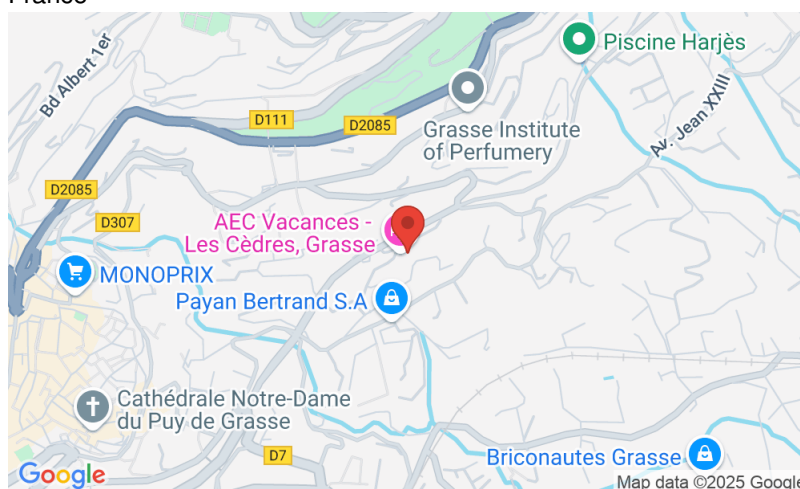 France
Bd Albert 1er
Piscine Harjès
D111
D2085
Grasse Institute
of Perfumery
Av. Jean XXIII
D2085
D307
AEC Vacances -
Les Cèdres, Grasse
MONOPRIX
Payan Bertrand S.A
Cathédrale Notre-Dame
du Puy de Grasse
D7
Briconautes Grasse
Google
Map data ©2025 Google